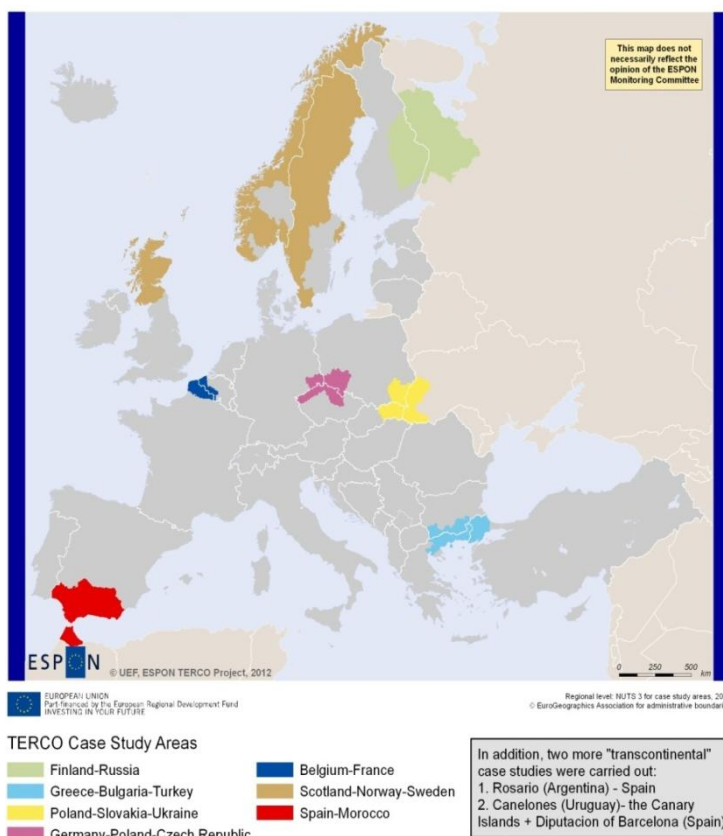 This map does not
necessarily reflect the
opinion of the ESPON
Monitoring Committee
ESPON
© UEF, ESPON TERCO Project, 2012
0 250 500
km
EUROPEAN UNION
Part-financed by the European Regional Development Fund
INVESTING IN YOUR FUTURE
Regional level: NUTS 3 for case study areas, 20
© EuroGeographics Association for administrative boundari
TERCO Case Study Areas
Finland-Russia
Greece-Bulgaria-Turkey
Poland-Slovakia-Ukraine
Germany-Poland-Czech Republic
Belgium-France
Scotland-Norway-Sweden
Spain-Morocco
In addition, two more "transcontinental"
case studies were carried out:
1. Rosario (Argentina) - Spain
2. Canelones (Uruguay)- the Canary
Islands + Diputacion of Barcelona (Spain)